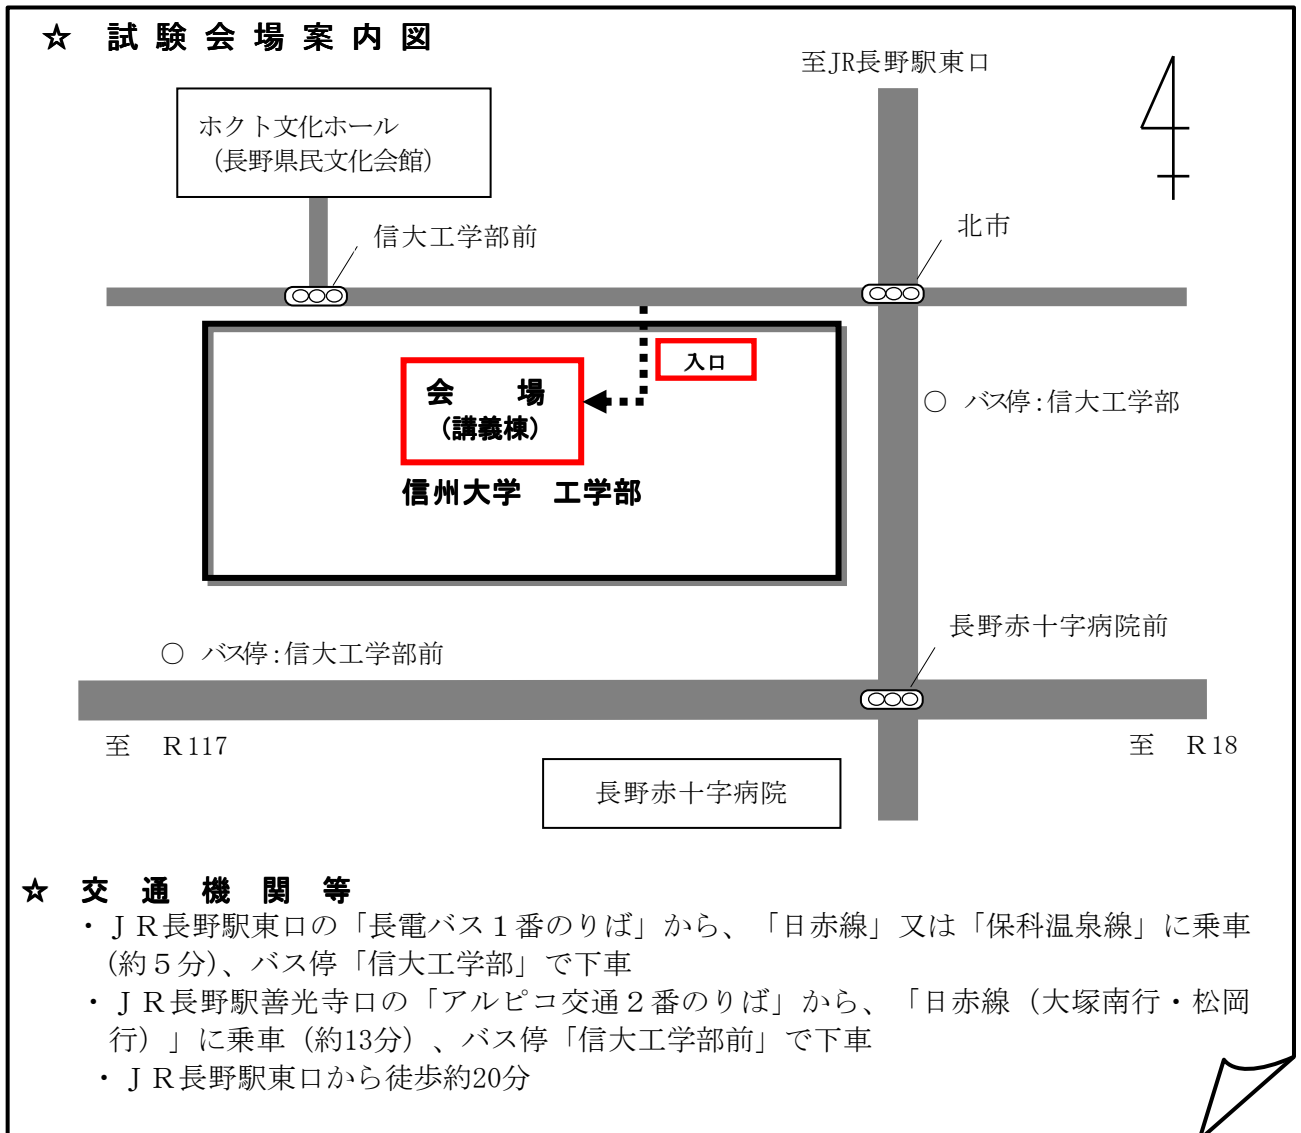 ☆　試験会場案内図
至JR長野駅東口
ホクト文化ホール
(長野県民文化会館)
信大工学部前
北市
入口
会　場
(講義棟)
○ バス停:信大工学部
信州大学　工学部
長野赤十字病院前
○ バス停:信大工学部前
至　Ｒ117
至　Ｒ18
長野赤十字病院
☆　交通機関等
・ＪＲ長野駅東口の「長電バス１番のりば」から、「日赤線」又は「保科温泉線」に乗車
(約５分)、バス停「信大工学部」で下車
・ＪＲ長野駅善光寺口の「アルピコ交通２番のりば」から、「日赤線（大塚南行・松岡
行）」に乗車（約13分）、バス停「信大工学部前」で下車
・ＪＲ長野駅東口から徒歩約20分